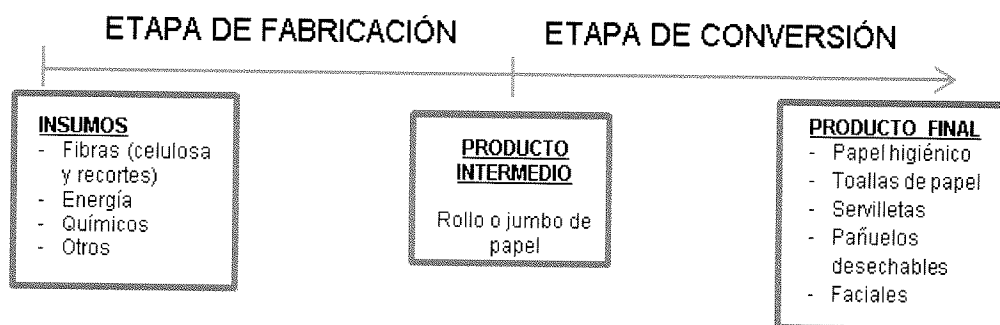 ETAPA DE FABRICACIÓN
ETAPA DE CONVERSIÓN
INSUMOS
- Fibras (celulosa
y recortes)
- Energía
- Químicos
- Otros
PRODUCTO
INTERMEDIO
Rollo o jumbo de
papel
PRODUCTO FINAL
- Papel higiénico
- Toallas de papel
- Servilletas
- Pañuelos
desechables
- Faciales